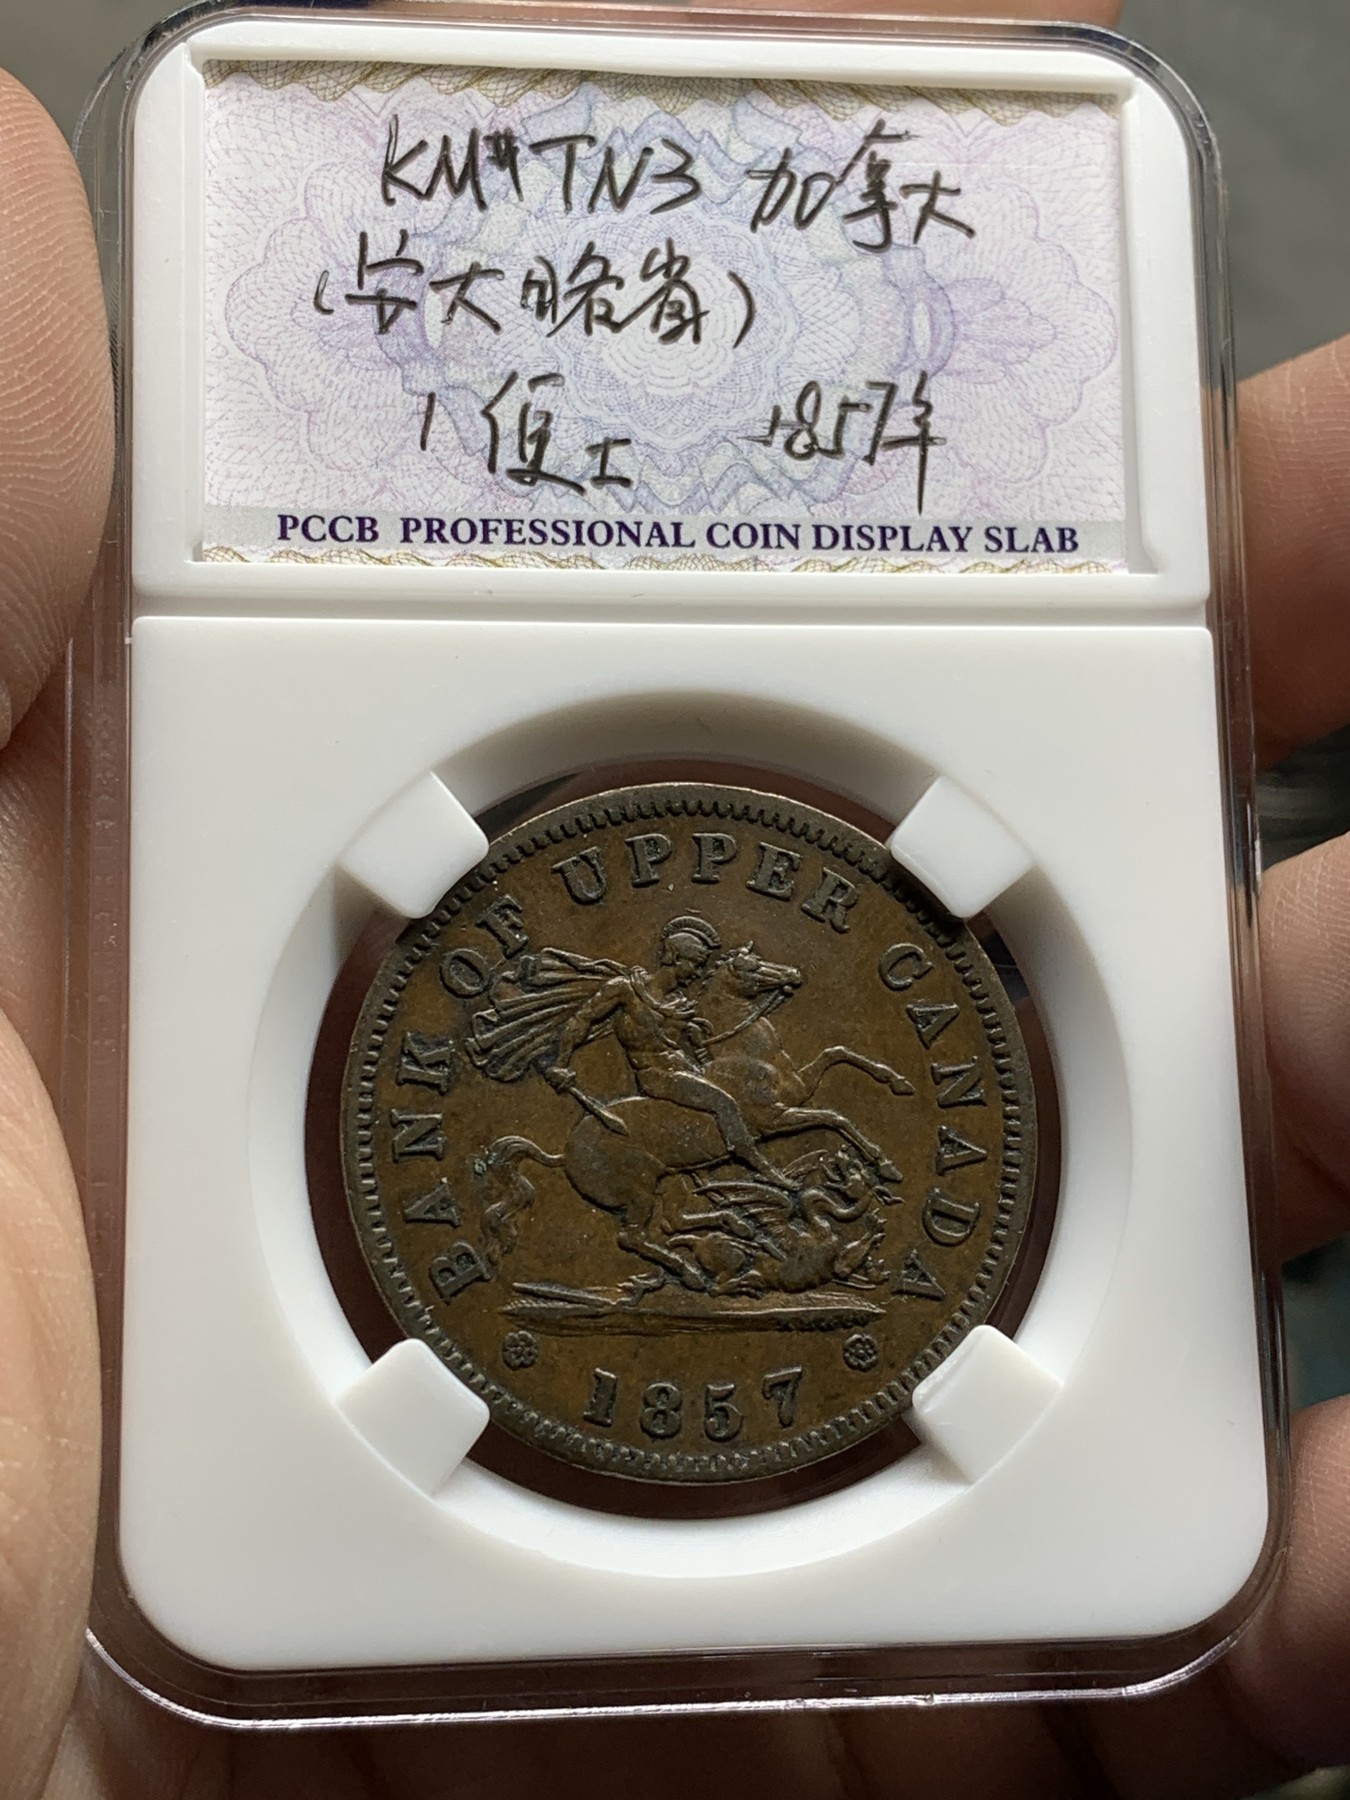 KM#TN3 加拿大
(安大略省)
1便士 1857年
PCCB PROFESSIONAL COIN DISPLAY SLAB
BANK OF UPPER CANADA
1857